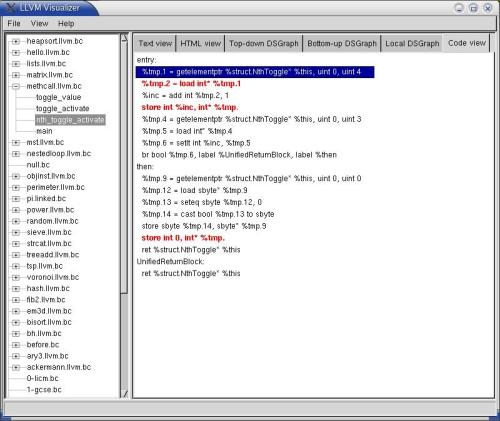 LLVM Visualizer
File View Help
heapsort.llvm.bc
hello.llvm.bc
lists.llvm.bc
matrix.llvm.bc
methcall.llvm.bc
toggle_value
toggle_activate
nth_toggle_activate
main
mst.llvm.bc
nestedloop.llvm.bc
null.bc
objinst.llvm.bc
perimeter.llvm.bc
pi.linked.bc
power.llvm.bc
random.llvm.bc
sieve.llvm.bc
strcat.llvm.bc
treeadd.llvm.bc
tsp.llvm.bc
voronoi.llvm.bc
hash.llvm.bc
fib2.llvm.bc
em3d.llvm.bc
bisort.llvm.bc
bh.llvm.bc
before.bc
ary3.llvm.bc
ackermann.llvm.bc
0-licm.bc
1-gcse.bc
Text view HTML view Top-down DSGraph Bottom-up DSGraph Local DSGraph Code view
entry:
%tmp.1 = getelementptr %struct.NthToggle* %this, uint 0, uint 4
%tmp.2 = load int* %tmp.1
%inc = add int %tmp.2, 1
store int %inc, int* %tmp.
%tmp.4 = getelementptr %struct.NthToggle* %this, uint 0, uint 3
%tmp.5 = load int* %tmp.4
%tmp.6 = setlt int %inc, %tmp.5
br bool %tmp.6, label %UnifiedReturnBlock, label %then
then:
%tmp.9 = getelementptr %struct.NthToggle* %this, uint 0, uint 0
%tmp.12 = load sbyte* %tmp.9
%tmp.13 = seteq sbyte %tmp.12, 0
%tmp.14 = cast bool %tmp.13 to sbyte
store sbyte %tmp.14, sbyte* %tmp.9
store int 0, int* %tmp.
ret %struct.NthToggle* %this
UnifiedReturnBlock:
ret %struct.NthToggle* %this